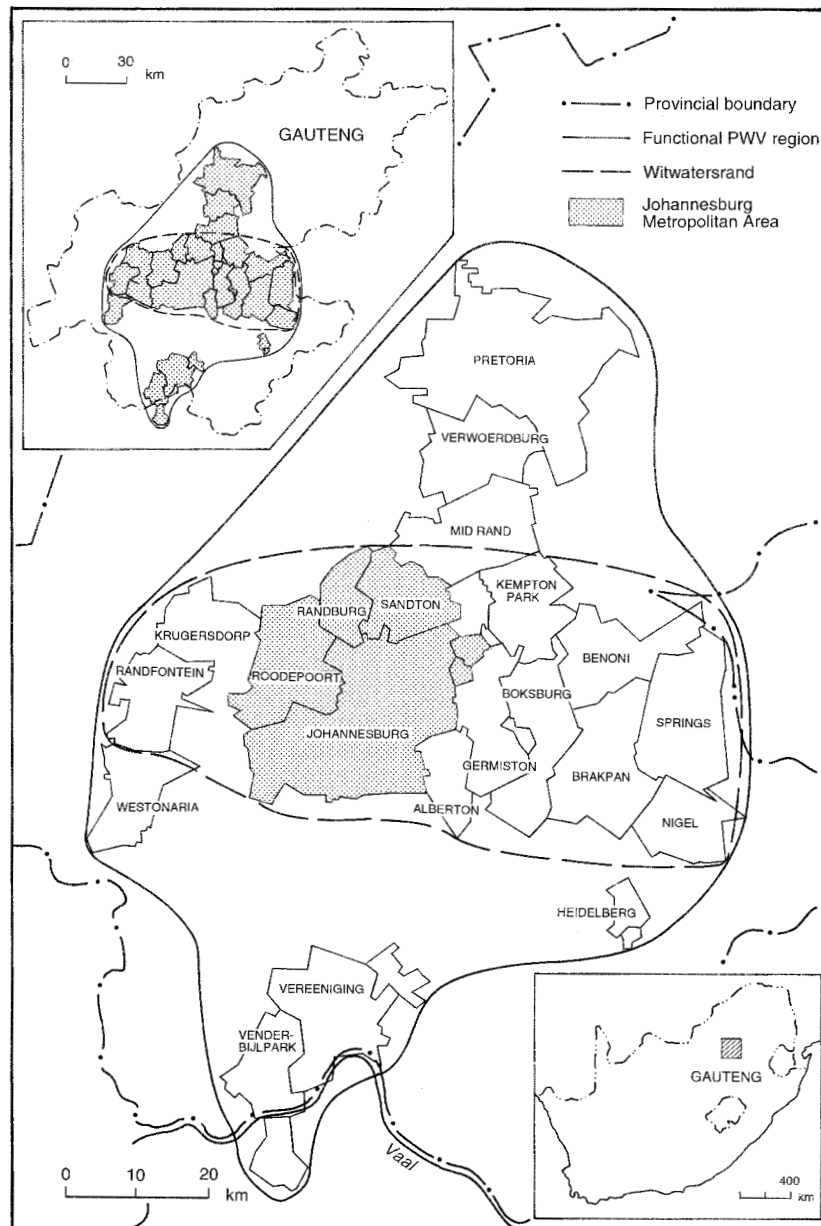 0 30
km
GAUTENG
Provincial boundary
Functional PWV region
Witwatersrand
Johannesburg
Metropolitan Area
PRETORIA
VERWOERDBURG
MID RAND
KEMPTON
PARK
SANDTON
RANDBURG
KRUGERSDORP
BENONI
RANDFONTEIN
ROODEPOORT
BOKSBURG
SPRINGS
JOHANNESBURG
GERMISTON
BRAKPAN
WESTONARIA
ALBERTON
NIGEL
HEIDELBERG
VEREENIGING
VENDER-
BIJLPARK
GAUTENG
Vaal
0 10 20
km
400
km